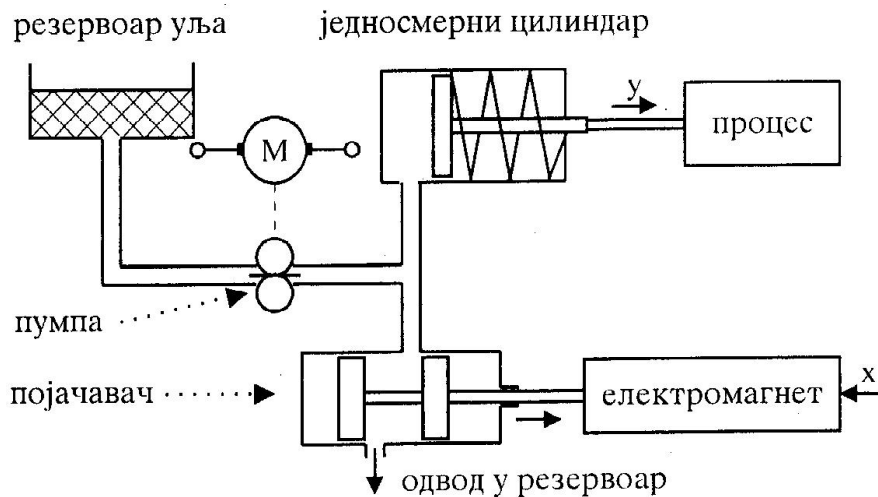 резервоар уља
једносмерни цилиндар
y
процес
M
пумпа
појачавач
електромагнет
x
одвод у резервоар